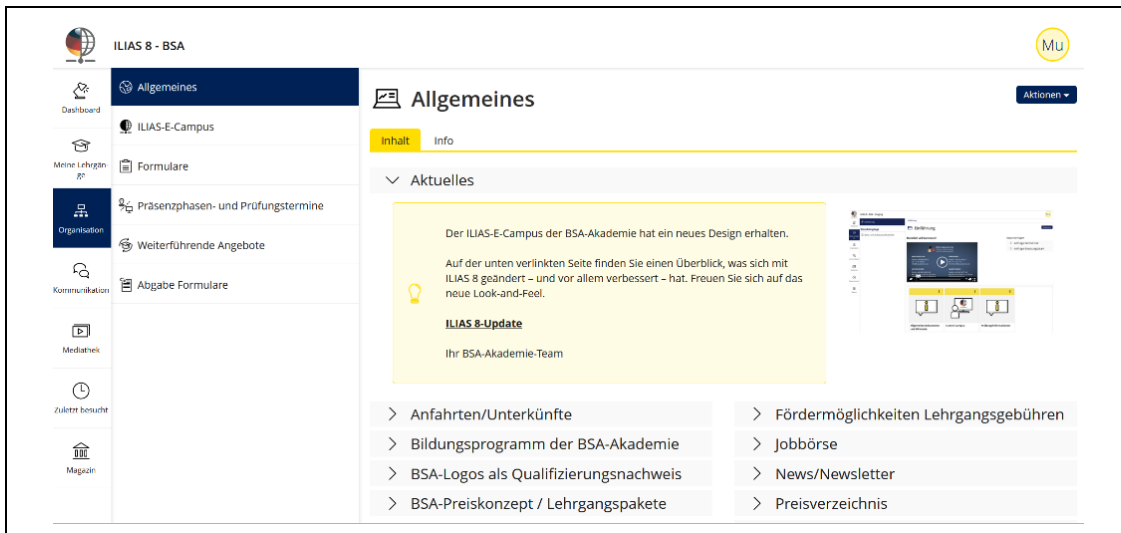 ILIAS 8 - BSA
Mu
Dashboard
Meine Lehrgän-
ge
Organisation
Kommunikation
Mediathek
Zuletzt besucht
Magazin
Allgemeines
ILIAS-E-Campus
Formulare
Präsenzphasen- und Prüfungstermine
Weiterführende Angebote
Abgabe Formulare
Allgemeines
Aktionen
Inhalt Info
Aktuelles
Der ILIAS-E-Campus der BSA-Akademie hat ein neues Design erhalten.
Auf der unten verlinkten Seite finden Sie einen Überblick, was sich mit
ILIAS 8 geändert – und vor allem verbessert – hat. Freuen Sie sich auf das
neue Look-and-Feel.
ILIAS 8-Update
Ihr BSA-Akademie-Team
Einführung
Anfahrten/Unterkünfte
Bildungsprogramm der BSA-Akademie
BSA-Logos als Qualifizierungsnachweis
BSA-Preiskonzept / Lehrgangspakete
Fördermöglichkeiten Lehrgangsgebühren
Jobbörse
News/Newsletter
Preisverzeichnis